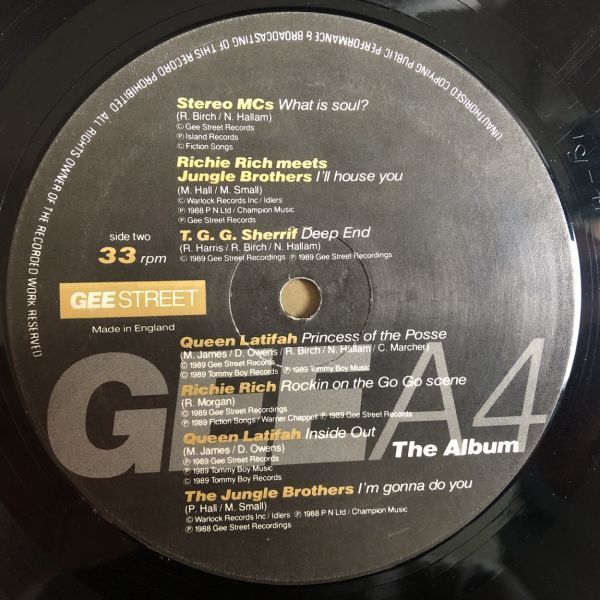 UNAUTHORISED COPYING PUBLIC PERFORMANCE & BROADCASTING OF THIS RECORD PROHIBITED ALL RIGHTS OWNER OF THE RECORDED WORK RESERVED
Stereo MCs What is soul?
(R. Birch / N. Hallam)
© Gee Street Records
℗ Island Records
© Fiction Songs
Richie Rich meets
Jungle Brothers I'll house you
(M. Hall / M. Small)
© Warlock Records Inc / Idlers
℗ 1988 P N Ltd / Champion Music
℗ Gee Street Records
T. G. G. Sherrif Deep End
(R. Harris / R. Birch / N. Hallam)
© 1989 Gee Street Recordings ℗ 1989 Gee Street Recordings
side two
33 rpm
GEE STREET
Made in England
Queen Latifah Princess of the Posse
(M. James / D. Owens / R. Birch / N. Hallam / C. Marcher)
© 1989 Gee Street Records
© 1989 Tommy Boy Records ℗ 1989 Tommy Boy Music
Richie Rich Rockin on the Go Go scene
(R. Morgan)
© 1989 Gee Street Recordings
℗ 1989 Fiction Songs / Warner Chappell ℗ 1989 Gee Street Recordings
Queen Latifah Inside Out
(M. James / D. Owens)
℗ 1989 Gee Street Recordings
℗ 1989 Tommy Boy Music
© 1989 Tommy Boy Records
GEE A4
The Album
The Jungle Brothers I'm gonna do you
(P. Hall / M. Small)
© Warlock Records Inc / Idlers ℗ 1988 P N Ltd / Champion Music
℗ 1988 Gee Street Recordings